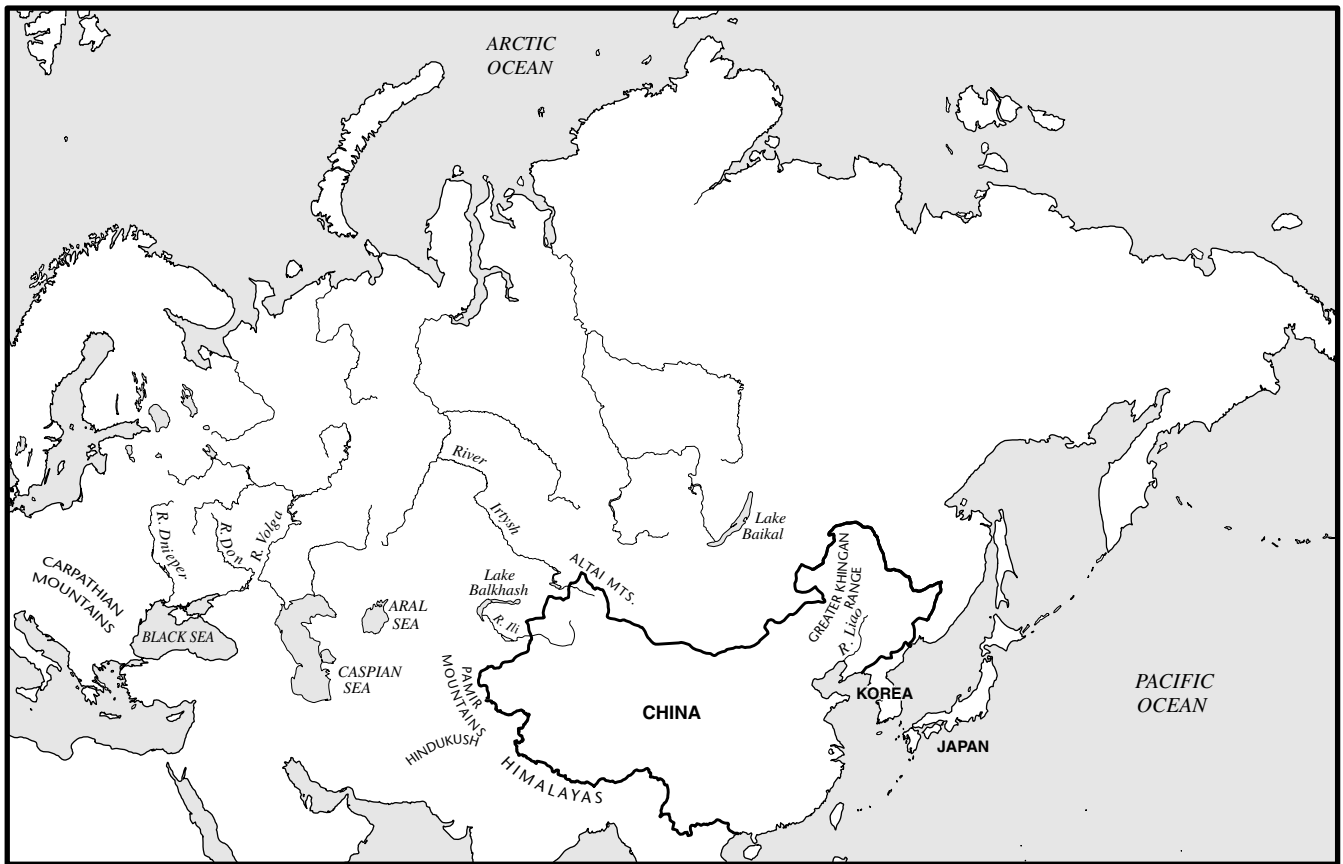 ARCTIC
OCEAN
River
Irtysh
R. Dnieper
R. Don
R. Volga
Lake
Baikal
CARPATHIAN
MOUNTAINS
ALTAI MTS.
GREATER KHINGAN
RANGE
R. Liao
Lake
Balkhash
R. Ili
ARAL
SEA
BLACK SEA
CASPIAN
SEA
PAMIR
MOUNTAINS
HINDUKUSH
HIMALAYAS
CHINA
KOREA
JAPAN
PACIFIC
OCEAN